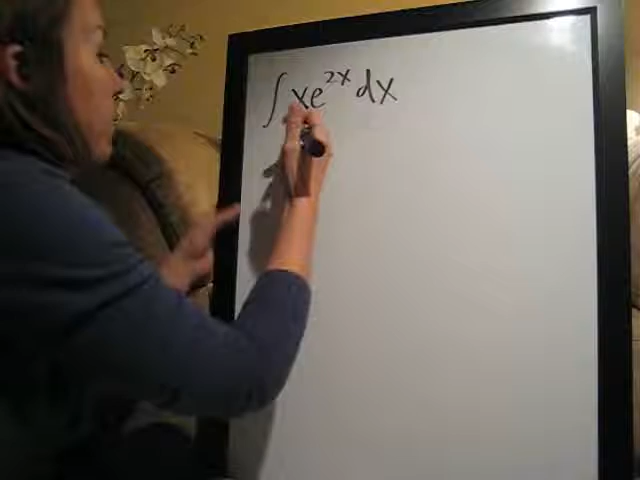 ∫ xe^{2x} dx